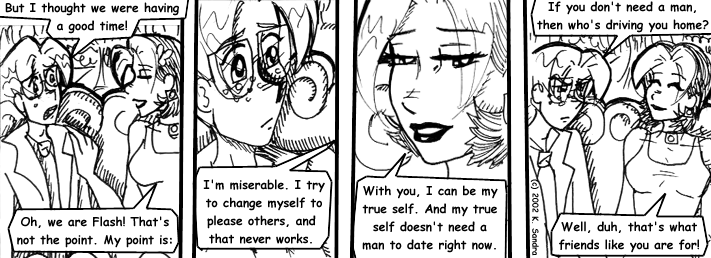 But I thought we were having
a good time!
Oh, we are Flash! That's
not the point. My point is:
I'm miserable. I try
to change myself to
please others, and
that never works.
With you, I can be my
true self. And my true
self doesn't need a
man to date right now.
If you don't need a man,
then who's driving you home?
Well, duh, that's what
friends like you are for!
(c) 2002 K. Sandra